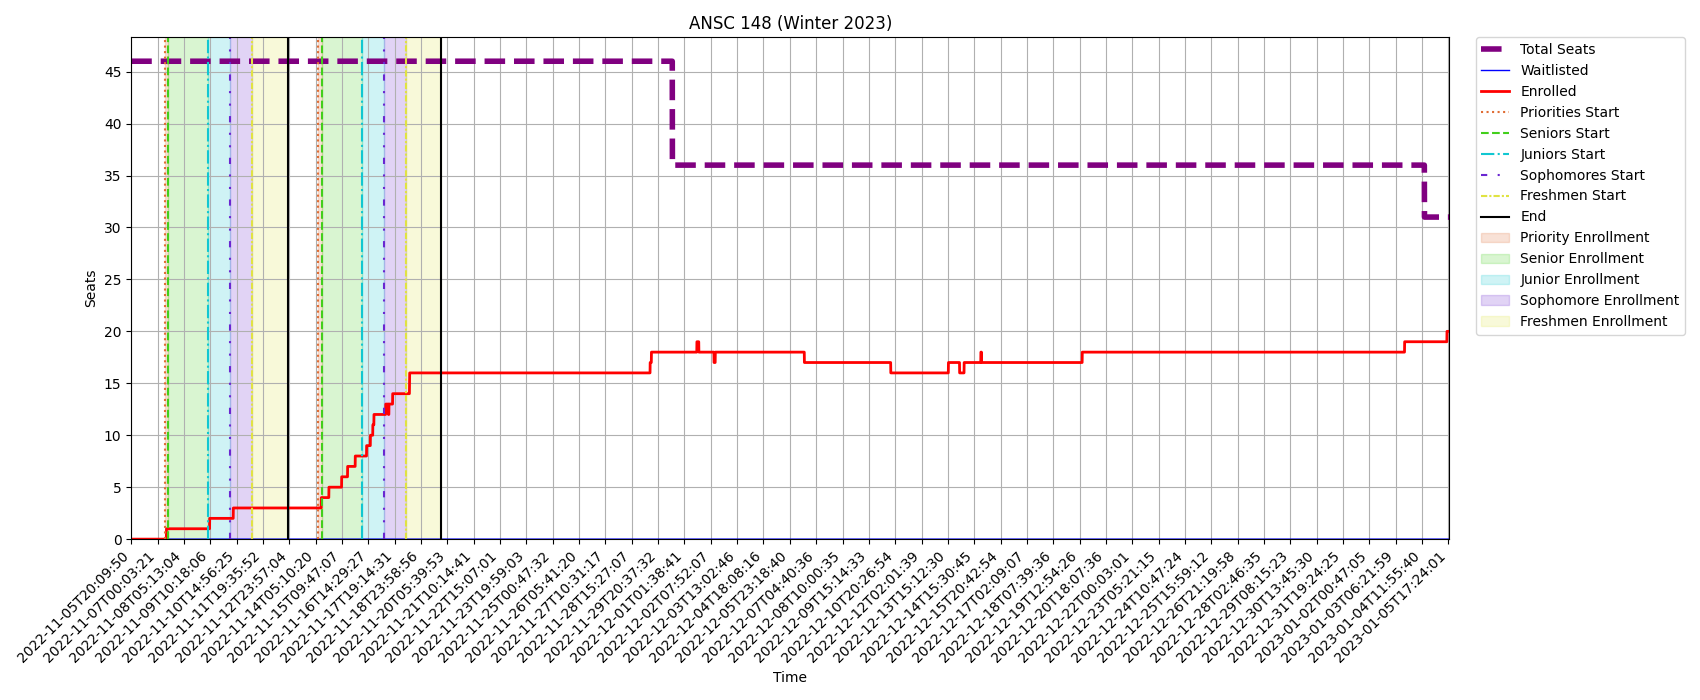 ANSC 148 (Winter 2023)
Total Seats
Waitlisted
Enrolled
Priorities Start
Seniors Start
Juniors Start
Sophomores Start
Freshmen Start
End
Priority Enrollment
Senior Enrollment
Junior Enrollment
Sophomore Enrollment
Freshmen Enrollment
Seats
45
40
35
30
25
20
15
10
5
0
2022-11-05T20:09:50
2022-11-07T00:03:21
2022-11-08T05:13:04
2022-11-09T10:18:06
2022-11-10T14:56:25
2022-11-11T19:35:52
2022-11-12T23:57:04
2022-11-14T05:10:20
2022-11-15T09:47:07
2022-11-16T14:29:27
2022-11-17T19:14:31
2022-11-18T23:58:56
2022-11-20T05:39:53
2022-11-21T10:14:41
2022-11-22T15:07:01
2022-11-23T19:59:03
2022-11-25T00:47:32
2022-11-26T05:41:20
2022-11-27T10:31:17
2022-11-28T15:27:07
2022-11-29T20:37:32
2022-12-01T01:38:41
2022-12-02T07:52:07
2022-12-03T13:02:46
2022-12-04T18:08:16
2022-12-05T23:18:40
2022-12-07T04:40:36
2022-12-08T10:00:35
2022-12-09T15:14:33
2022-12-10T20:26:54
2022-12-12T02:01:39
2022-12-13T15:12:30
2022-12-14T15:30:45
2022-12-15T20:42:54
2022-12-17T02:09:07
2022-12-18T07:39:36
2022-12-19T12:54:26
2022-12-20T18:07:36
2022-12-22T00:03:01
2022-12-23T05:21:15
2022-12-24T10:47:24
2022-12-25T15:59:12
2022-12-26T21:19:58
2022-12-28T02:46:35
2022-12-29T08:15:23
2022-12-30T13:45:30
2022-12-31T19:24:25
2023-01-02T00:47:05
2023-01-03T06:21:59
2023-01-04T11:55:40
2023-01-05T17:24:01
Time